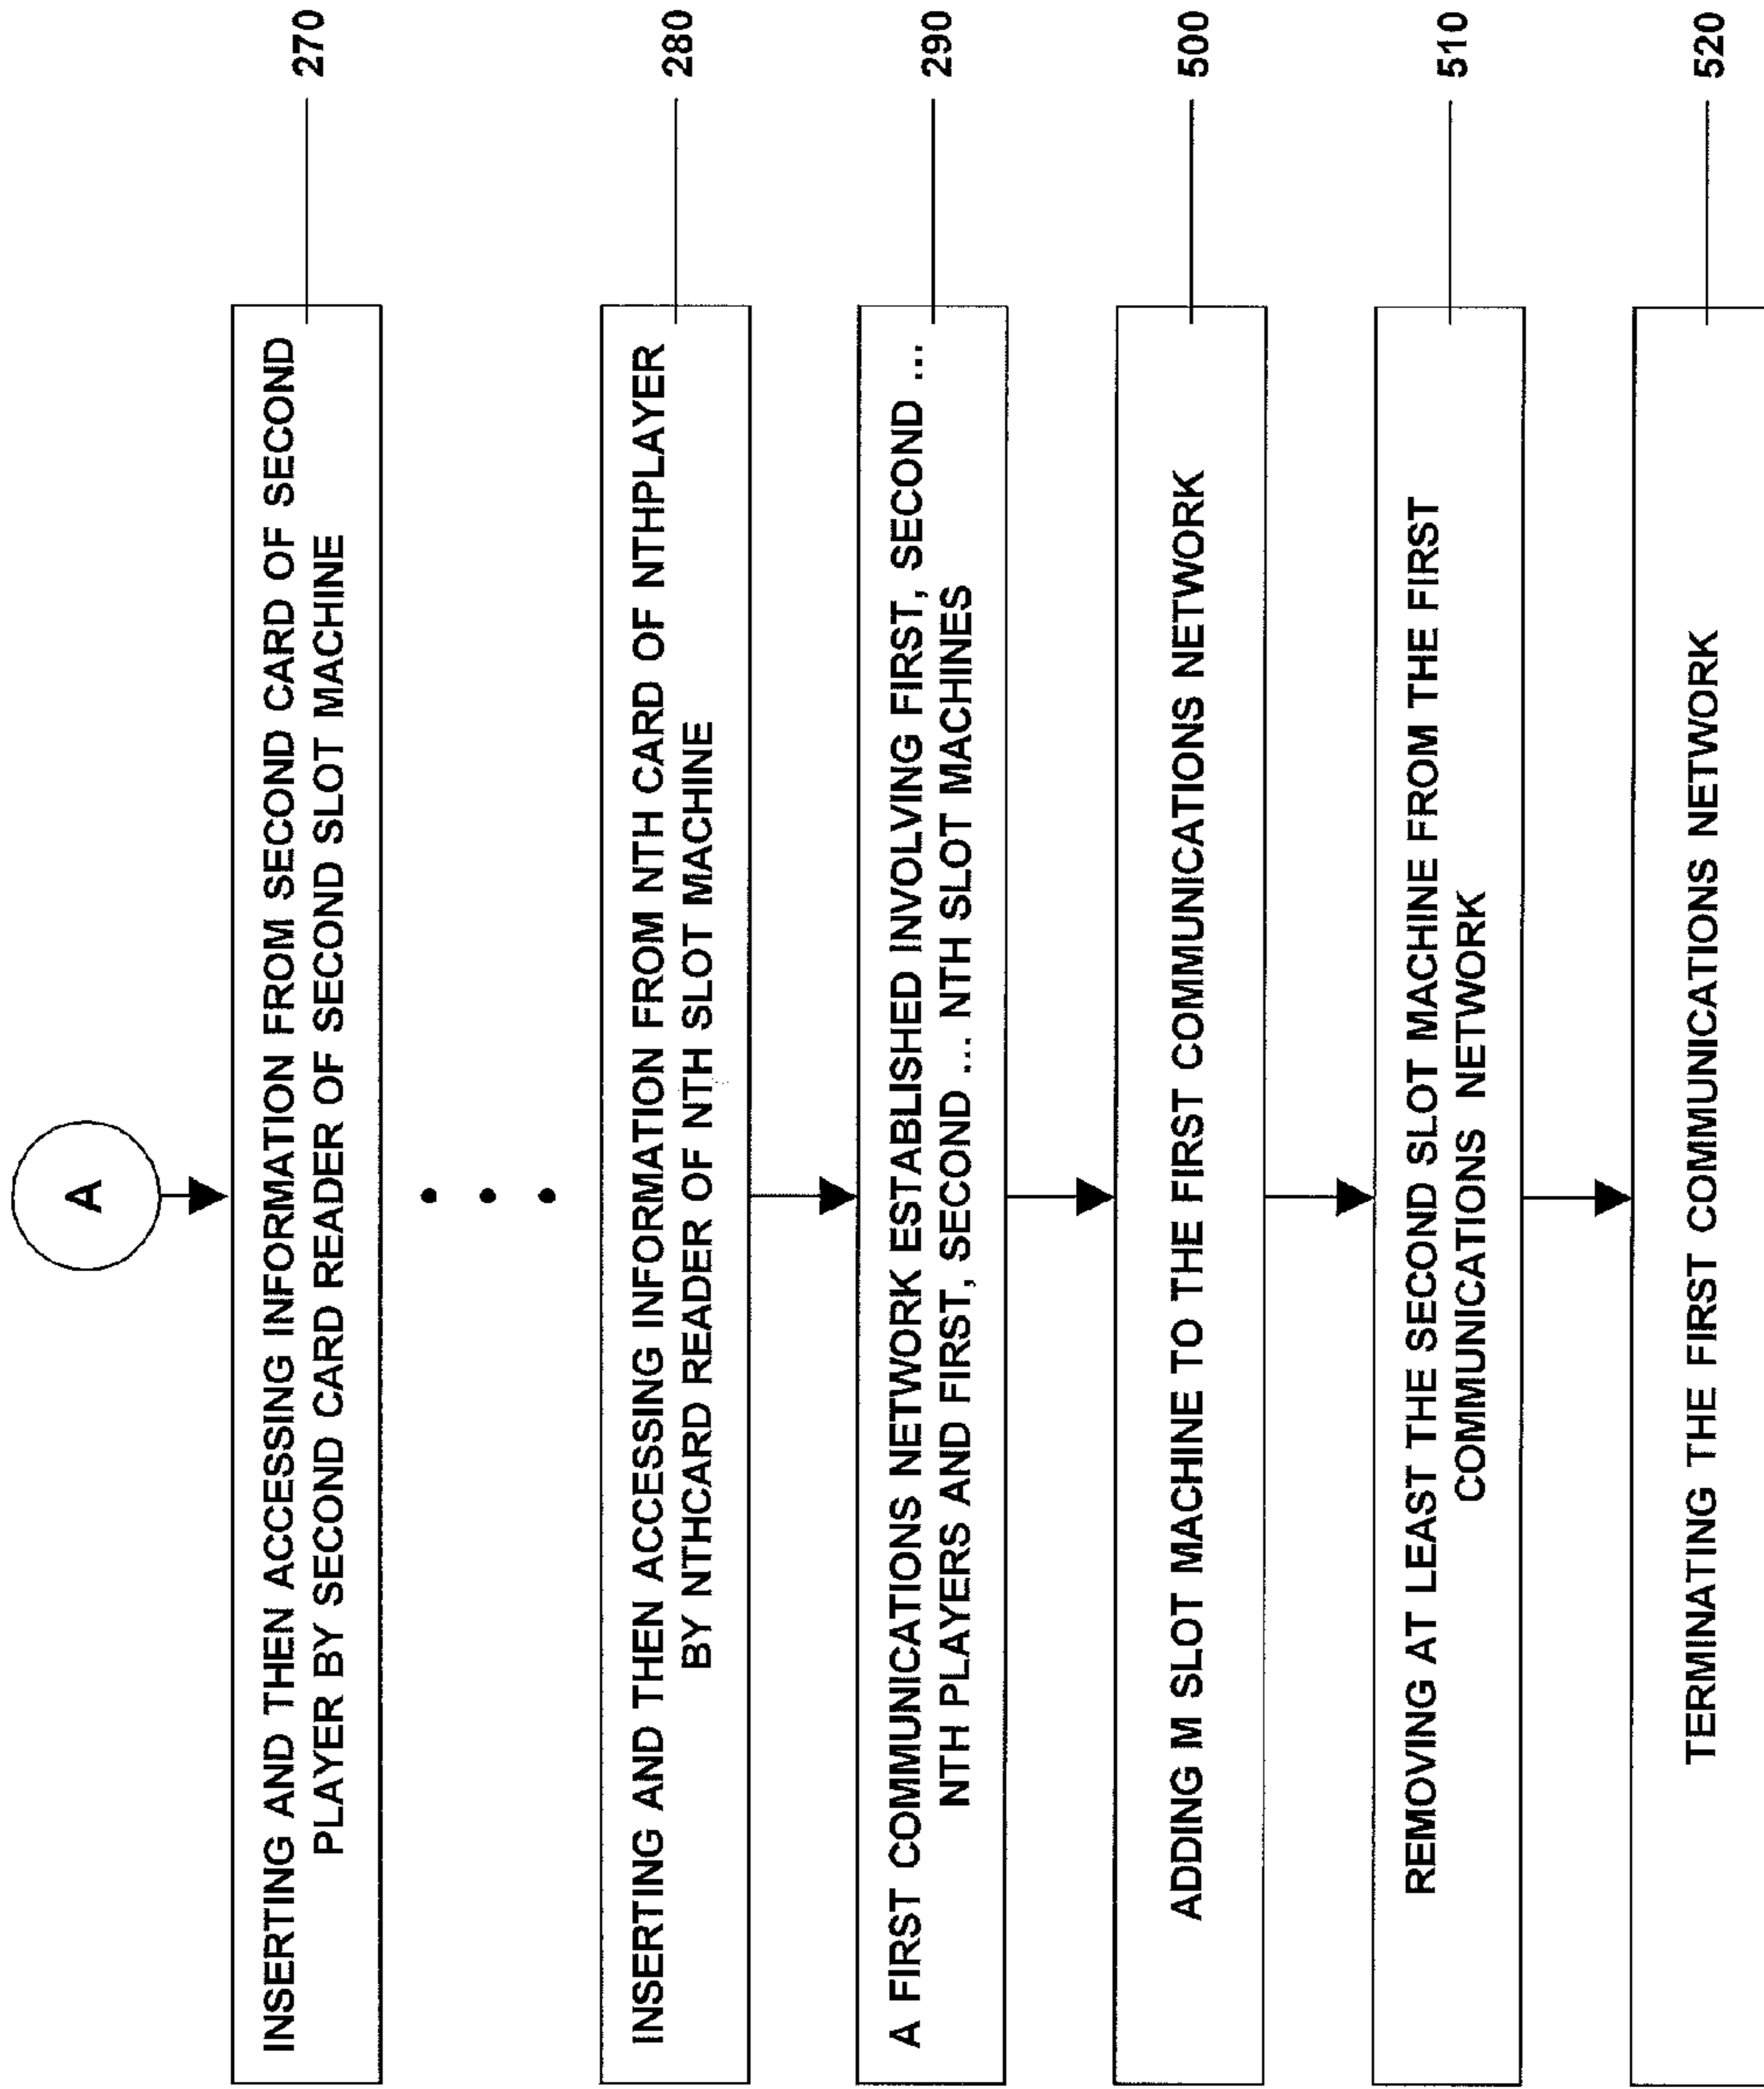 A
INSERTING AND THEN ACCESSING INFORMATION FROM SECOND CARD OF SECOND
PLAYER BY SECOND CARD READER OF SECOND SLOT MACHINE
270
INSERTING AND THEN ACCESSING INFORMATION FROM NTH CARD OF NTHPLAYER
BY NTHCARD READER OF NTH SLOT MACHINE
280
A FIRST COMMUNICATIONS NETWORK ESTABLISHED INVOLVING FIRST, SECOND ...
NTH PLAYERS AND FIRST, SECOND ... NTH SLOT MACHINES
290
ADDING M SLOT MACHINE TO THE FIRST COMMUNICATIONS NETWORK
500
REMOVING AT LEAST THE SECOND SLOT MACHINE FROM THE FIRST
COMMUNICATIONS NETWORK
510
TERMINATING THE FIRST COMMUNICATIONS NETWORK
520